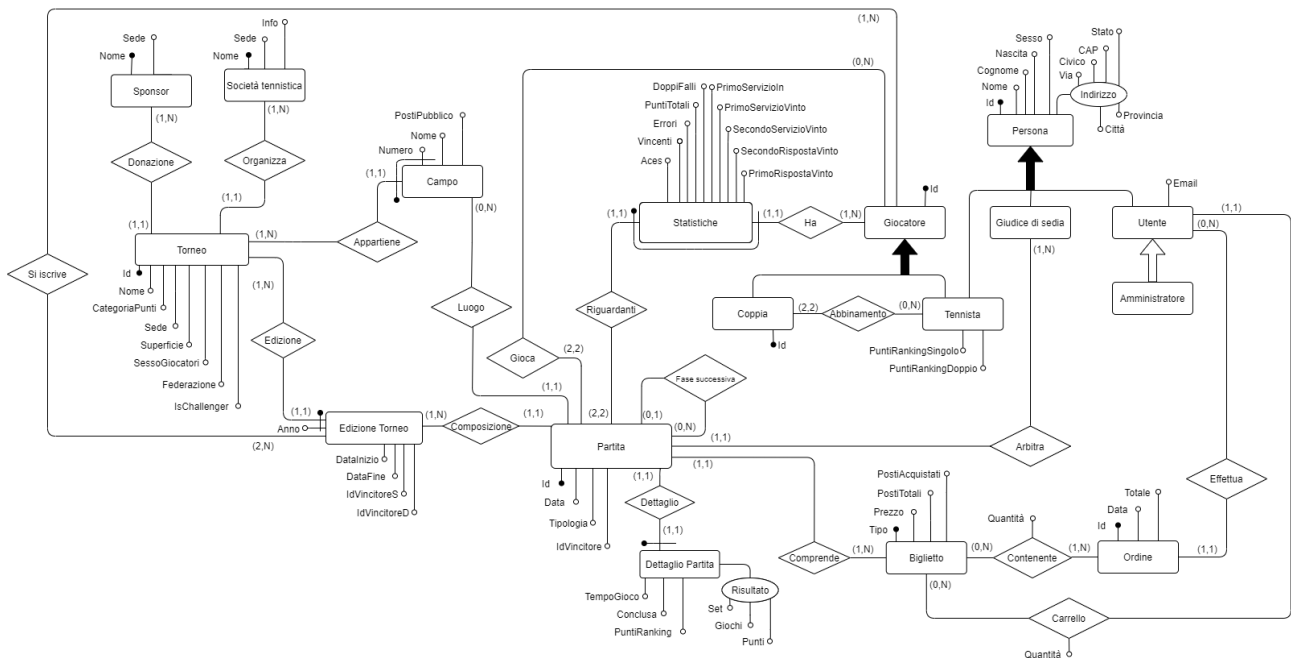 (1,N)
Info
Sede
Nome
Sede
Nome
Società tennistica
Sponsor
(1,N)
(1,N)
Donazione
Organizza
(1,1)
(1,1)
Torneo
(1,N)
(1,N)
Id
Nome
CategoriaPunti
Sede
Superficie
SessoGiocatori
Federazione
IsChallenger
Si iscrive
Edizione
(1,1)
Anno
Edizione Torneo
(2,N)
DataInizio
DataFine
IdVincitoreS
IdVincitoreD
(1,N)
Composizione
(1,1)
PostiPubblico
Nome
Numero
(1,1)
Campo
(0,N)
Appartiene
Luogo
(1,1)
(0,N)
Gioca
(2,2)
DoppiFalli
PrimoServizioIn
PuntiTotali
PrimoServizioVinto
Errori
SecondoServizioVinto
Vincenti
SecondoRispostaVinto
Aces
PrimoRispostaVinto
(1,1)
Statistiche
(1,1)
Ha
(1,N)
Giocatore
Id
Riguardanti
(2,2)
Coppia
Id
(2,2)
Abbinamento
(0,N)
Tennista
PuntiRankingSingolo
PuntiRankingDoppio
Fase successiva
(0,1)
(0,N)
Partita
(1,1)
(1,1)
(1,1)
Id
Data
Tipologia
IdVincitore
Dettaglio
(1,1)
Dettaglio Partita
TempoGioco
Conclusa
PuntiRanking
Risultato
Set
Giochi
Punti
Sesso
Nascita
Cognome
Nome
Id
Stato
CAP
Civico
Via
Indirizzo
Provincia
Città
Persona
Email
Giudice di sedia
(1,N)
Utente
(1,1)
(0,N)
Amministratore
Arbitra
Effettua
Comprende
(1,N)
PostiAcquistati
PostiTotali
Prezzo
Tipo
Biglietto
(0,N)
(0,N)
Quantità
Contenente
(1,N)
Totale
Data
Id
Ordine
(1,1)
Carrello
Quantità